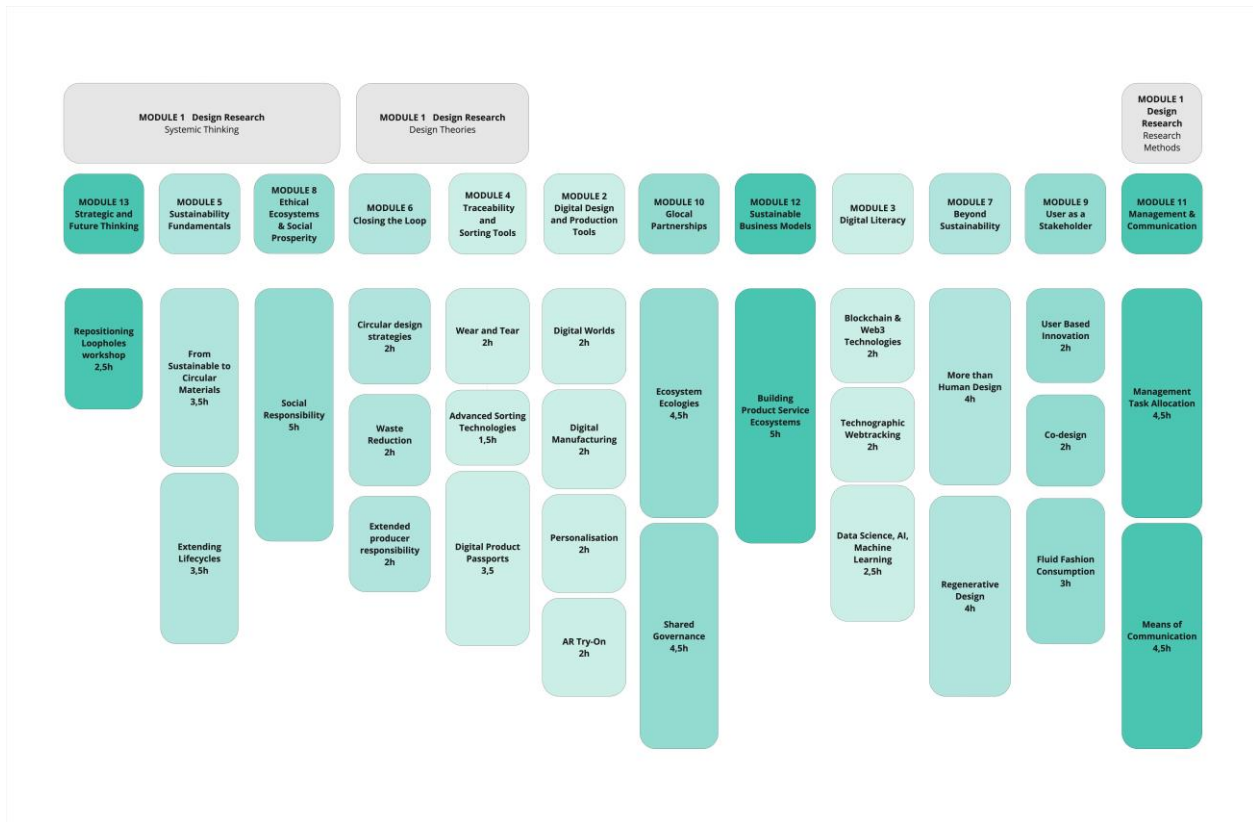 MODULE 1 Design Research
Systemic Thinking
MODULE 1 Design Research
Design Theories
MODULE 1
Design
Research
Research
Methods
MODULE 13
Strategic and
Future Thinking
MODULE 5
Sustainability
Fundamentals
MODULE 8
Ethical
Ecosystems
& Social
Prosperity
MODULE 6
Closing the Loop
MODULE 4
Traceability
and
Sorting Tools
MODULE 2
Digital Design
and Production
Tools
MODULE 10
Glocal
Partnerships
MODULE 12
Sustainable
Business Models
MODULE 3
Digital Literacy
MODULE 7
Beyond
Sustainability
MODULE 9
User as a
Stakeholder
MODULE 11
Management &
Communication
Repositioning
Loopholes
workshop
2,5h
From
Sustainable to
Circular
Materials
3,5h
Extending
Lifecycles
3,5h
Social
Responsibility
5h
Circular design
strategies
2h
Waste
Reduction
2h
Extended
producer
responsibility
2h
Wear and Tear
2h
Advanced Sorting
Technologies
1,5h
Digital Product
Passports
3,5
Digital Worlds
2h
Digital
Manufacturing
2h
Personalisation
2h
AR Try-On
2h
Ecosystem
Ecologies
4,5h
Shared
Governance
4,5h
Building
Product Service
Ecosystems
5h
Blockchain &
Web3
Technologies
2h
Technographic
Webtracking
2h
Data Science, AI,
Machine
Learning
2,5h
More than
Human Design
4h
Regenerative
Design
4h
User Based
Innovation
2h
Co-design
2h
Fluid Fashion
Consumption
3h
Management
Task Allocation
4,5h
Means of
Communication
4,5h